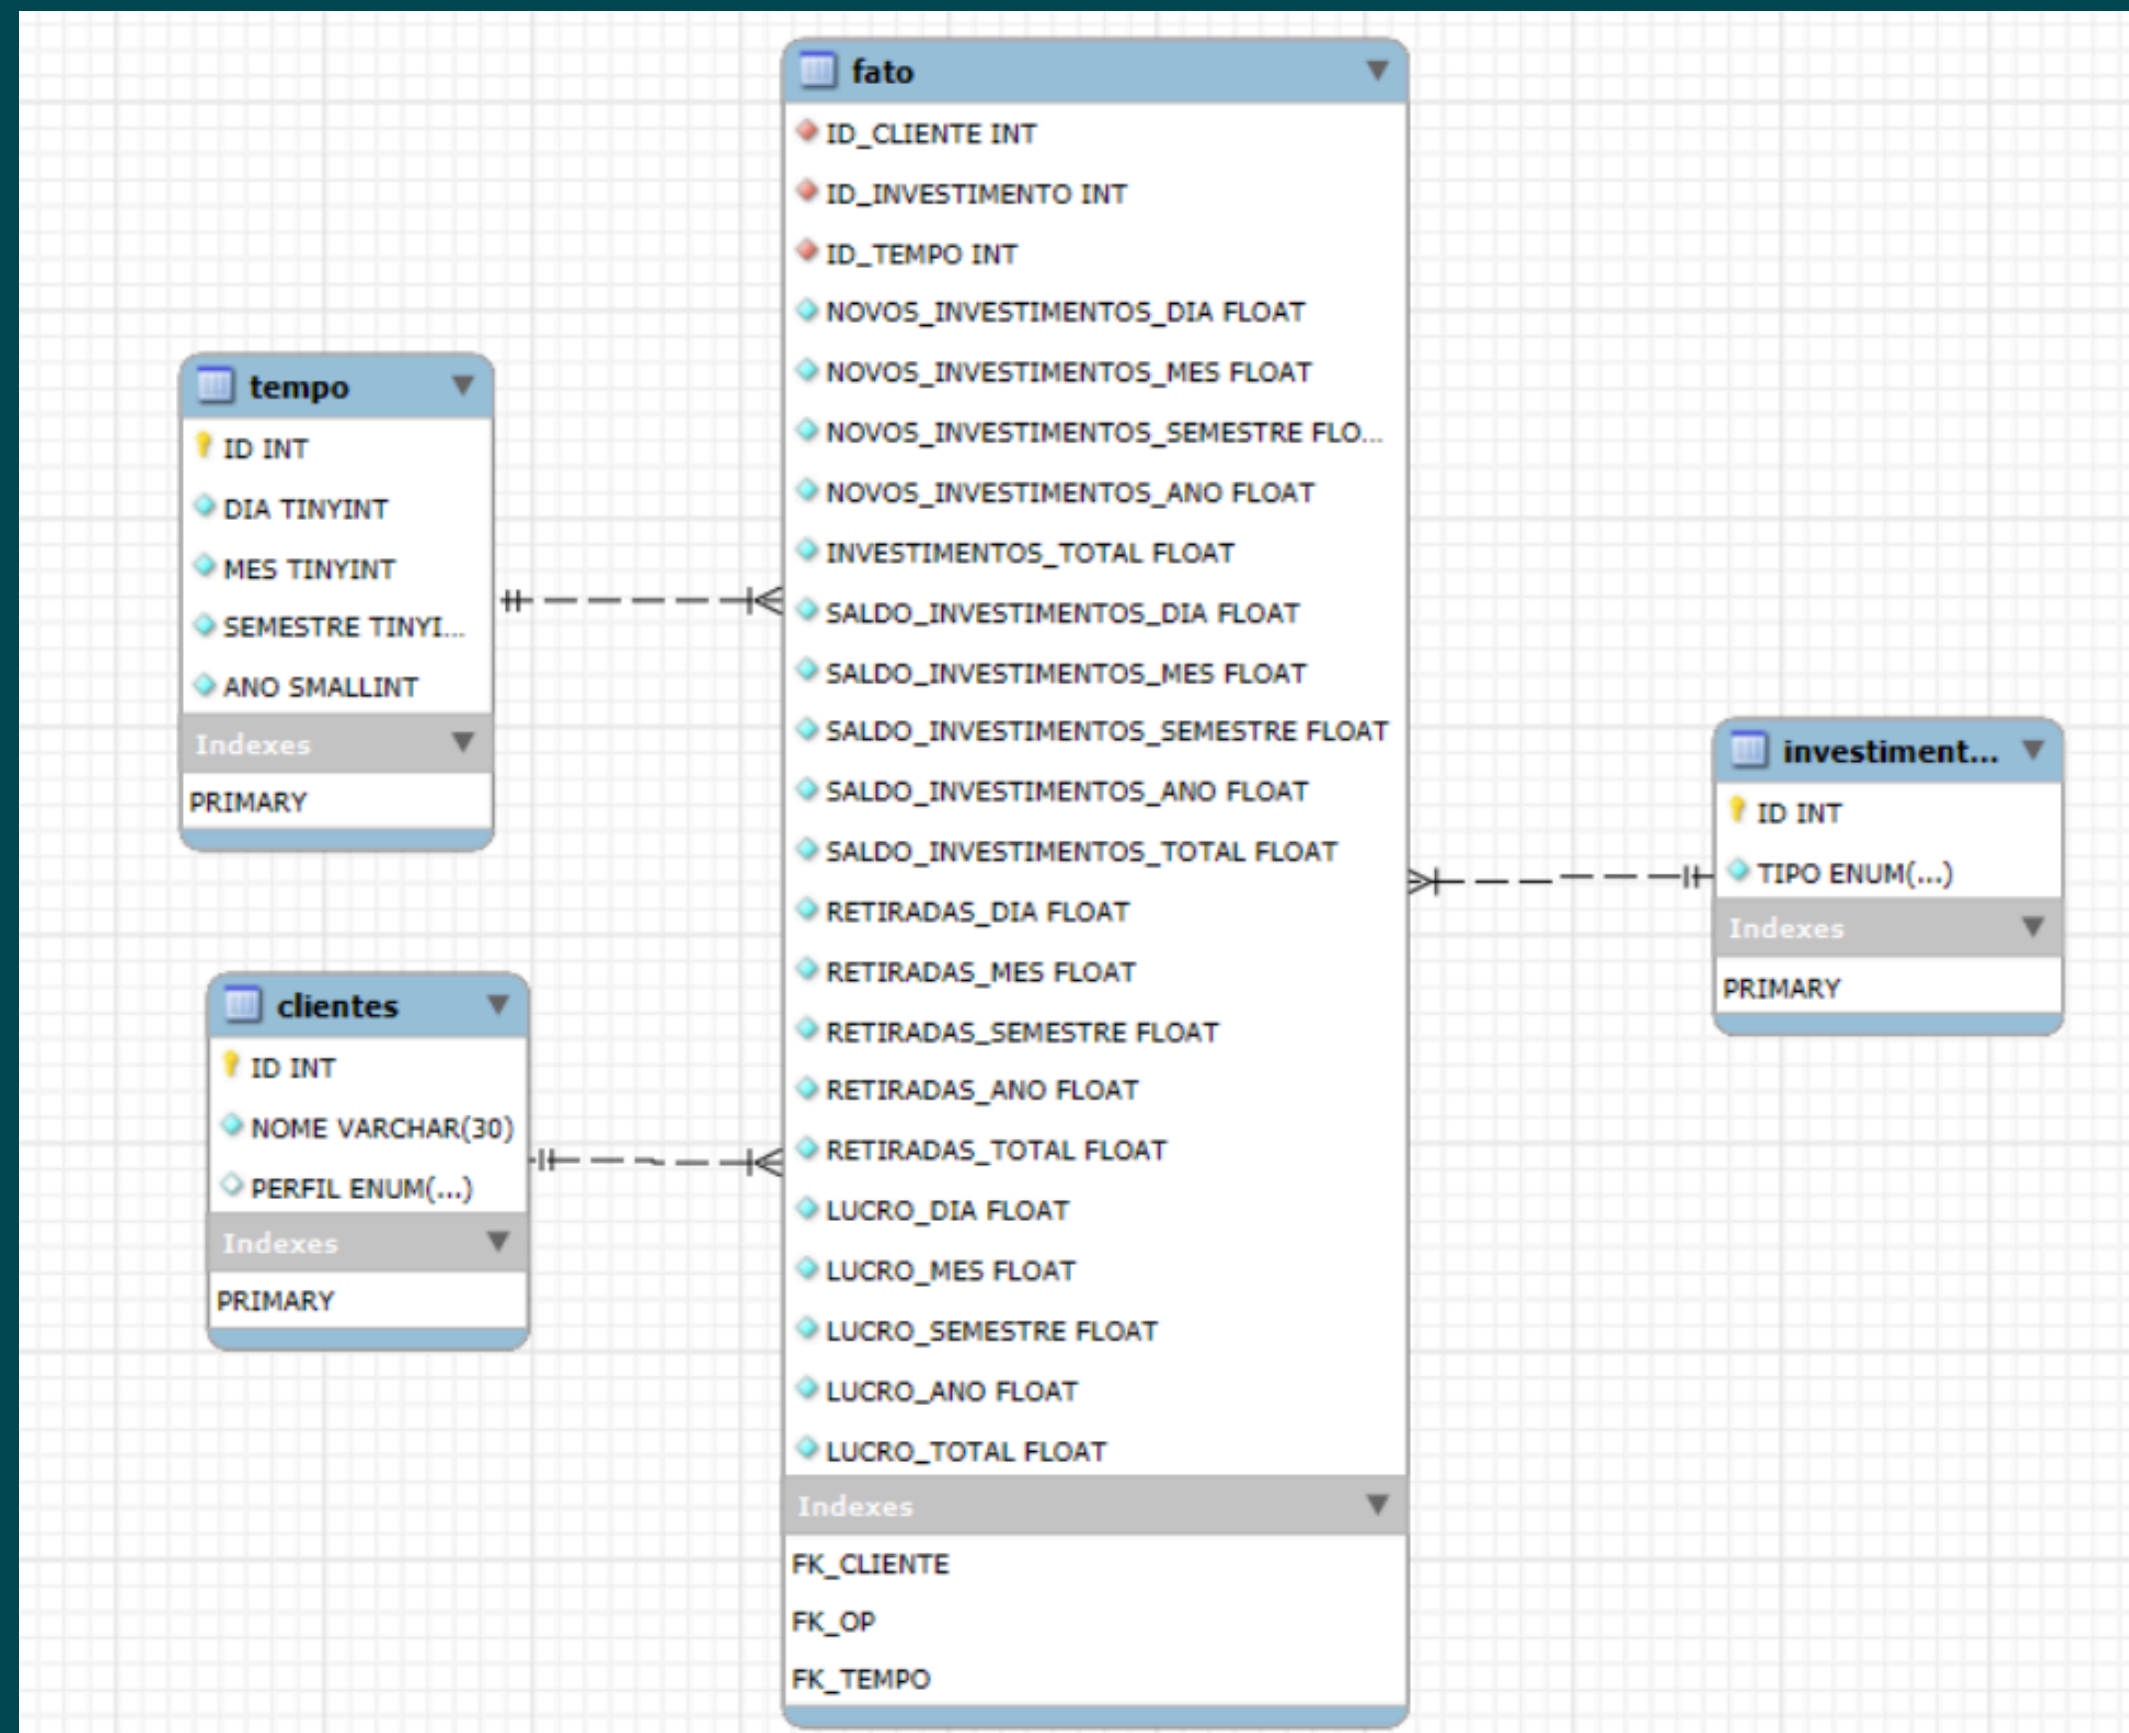 fato
ID_CLIENTE INT
ID_INVESTIMENTO INT
ID_TEMPO INT
NOVOS_INVESTIMENTOS_DIA FLOAT
NOVOS_INVESTIMENTOS_MES FLOAT
NOVOS_INVESTIMENTOS_SEMESTRE FLO...
NOVOS_INVESTIMENTOS_ANO FLOAT
INVESTIMENTOS_TOTAL FLOAT
SALDO_INVESTIMENTOS_DIA FLOAT
SALDO_INVESTIMENTOS_MES FLOAT
SALDO_INVESTIMENTOS_SEMESTRE FLOAT
SALDO_INVESTIMENTOS_ANO FLOAT
SALDO_INVESTIMENTOS_TOTAL FLOAT
RETIRADAS_DIA FLOAT
RETIRADAS_MES FLOAT
RETIRADAS_SEMESTRE FLOAT
RETIRADAS_ANO FLOAT
RETIRADAS_TOTAL FLOAT
LUCRO_DIA FLOAT
LUCRO_MES FLOAT
LUCRO_SEMESTRE FLOAT
LUCRO_ANO FLOAT
LUCRO_TOTAL FLOAT
Indexes
FK_CLIENTE
FK_OP
FK_TEMPO
tempo
ID INT
DIA TINYINT
MES TINYINT
SEMESTRE TINYI...
ANO SMALLINT
Indexes
PRIMARY
clientes
ID INT
NOME VARCHAR(30)
PERFIL ENUM(...)
Indexes
PRIMARY
investiment...
ID INT
TIPO ENUM(...)
Indexes
PRIMARY